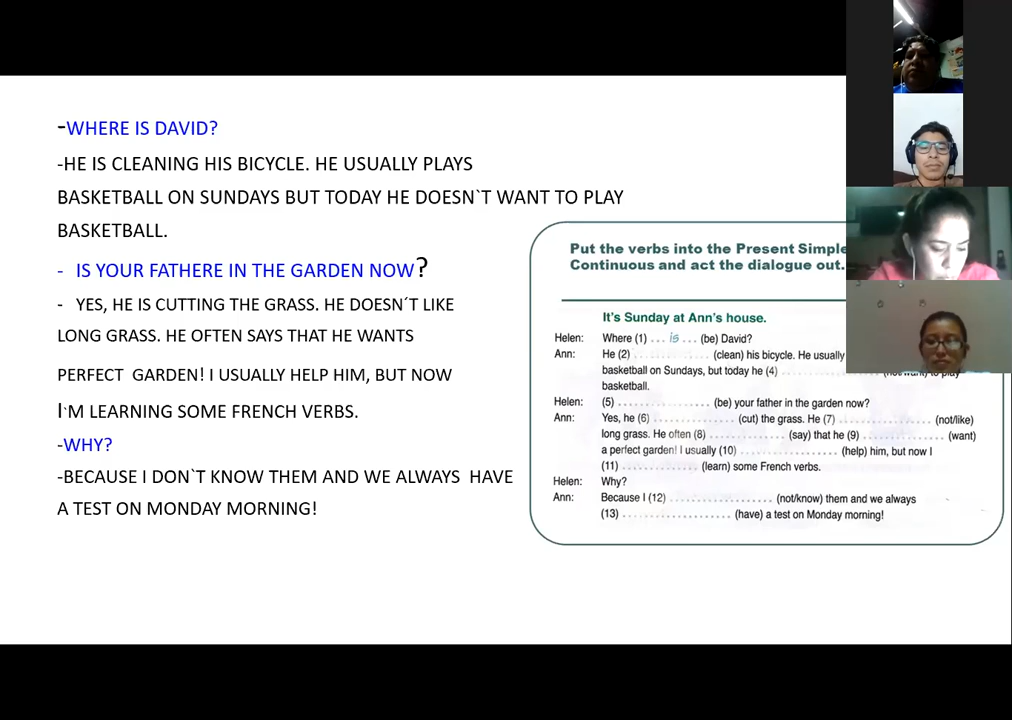 -WHERE IS DAVID?
-HE IS CLEANING HIS BICYCLE. HE USUALLY PLAYS
BASKETBALL ON SUNDAYS BUT TODAY HE DOESN`T WANT TO PLAY
BASKETBALL.
- IS YOUR FATHERE IN THE GARDEN NOW?
- YES, HE IS CUTTING THE GRASS. HE DOESN´T LIKE
LONG GRASS. HE OFTEN SAYS THAT HE WANTS
PERFECT GARDEN! I USUALLY HELP HIM, BUT NOW
I`M LEARNING SOME FRENCH VERBS.
-WHY?
-BECAUSE I DON`T KNOW THEM AND WE ALWAYS HAVE
A TEST ON MONDAY MORNING!
Put the verbs into the Present Simple
Continuous and act the dialogue out.
It's Sunday at Ann's house.
Helen: Where (1) ... is ... (be) David?
Ann: He (2) .................... (clean) his bicycle. He usually
basketball on Sundays, but today he (4) .................... (not/want) to play
basketball.
Helen: (5) .................... (be) your father in the garden now?
Ann: Yes, he (6) .................... (cut) the grass. He (7) .................... (not/like)
long grass. He often (8) .................... (say) that he (9) .................... (want)
a perfect garden! I usually (10) .................... (help) him, but now I
(11) .................... (learn) some French verbs.
Helen: Why?
Ann: Because I (12) .................... (not/know) them and we always
(13) .................... (have) a test on Monday morning!